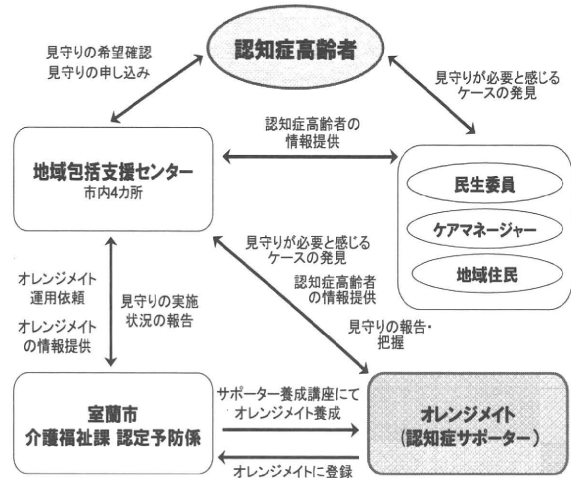 認知症高齢者
見守りの希望確認
見守りの申し込み
見守りが必要と感じる
ケースの発見
認知症高齢者の
情報提供
地域包括支援センター
市内4カ所
民生委員
ケアマネージャー
地域住民
見守りが必要と感じる
ケースの発見
認知症高齢者
の情報提供
見守りの報告・
把握
オレンジメイト
運用依頼
オレンジメイト
の情報提供
見守りの実施
状況の報告
室蘭市
介護福祉課 認定予防係
サポーター養成講座にて
オレンジメイト養成
オレンジメイトに登録
オレンジメイト
(認知症サポーター)